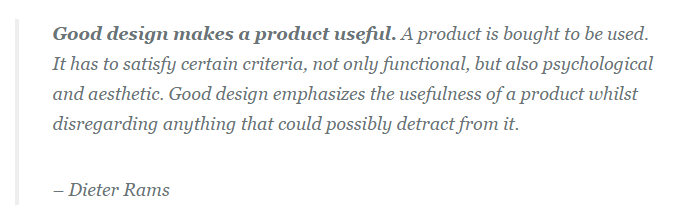 Good design makes a product useful. A product is bought to be used.
It has to satisfy certain criteria, not only functional, but also psychological
and aesthetic. Good design emphasizes the usefulness of a product whilst
disregarding anything that could possibly detract from it.
– Dieter Rams